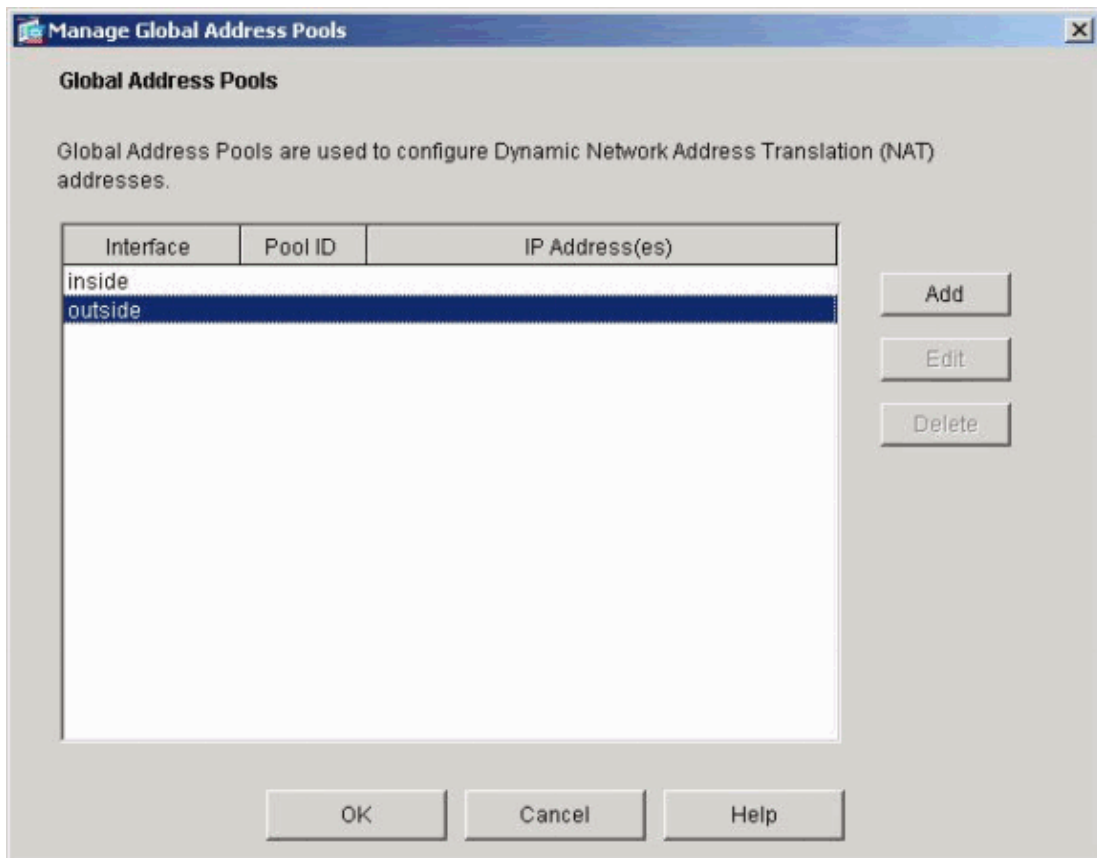 Manage Global Address Pools
Global Address Pools
Global Address Pools are used to configure Dynamic Network Address Translation (NAT)
addresses.
Interface Pool ID IP Address(es)
inside
outside
Add
Edit
Delete
OK Cancel Help